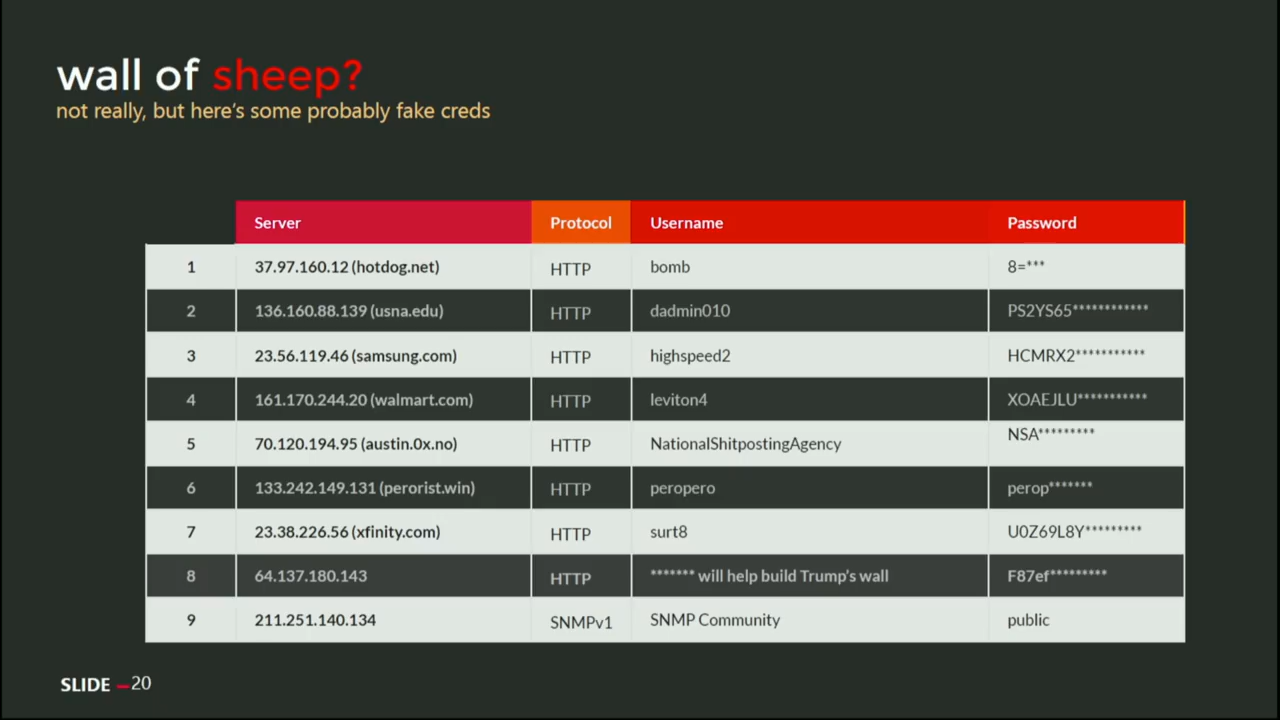 wall of sheep?
not really, but here's some probably fake creds
Server Protocol Username Password
1 37.97.160.12 (hotdog.net) HTTP bomb 8=***
2 136.160.88.139 (usna.edu) HTTP dadmin010 PS2YS65************
3 23.56.119.46 (samsung.com) HTTP highspeed2 HCMRX2***********
4 161.170.244.20 (walmart.com) HTTP leviton4 XOAEJLU***********
5 70.120.194.95 (austin.0x.no) HTTP NationalShitpostingAgency NSA*********
6 133.242.149.131 (perorist.win) HTTP peropero perop*******
7 23.38.226.56 (xfinity.com) HTTP surt8 U0Z69L8Y*********
8 64.137.180.143 HTTP ******* will help build Trump's wall F87ef*********
9 211.251.140.134 SNMPv1 SNMP Community public
SLIDE –20